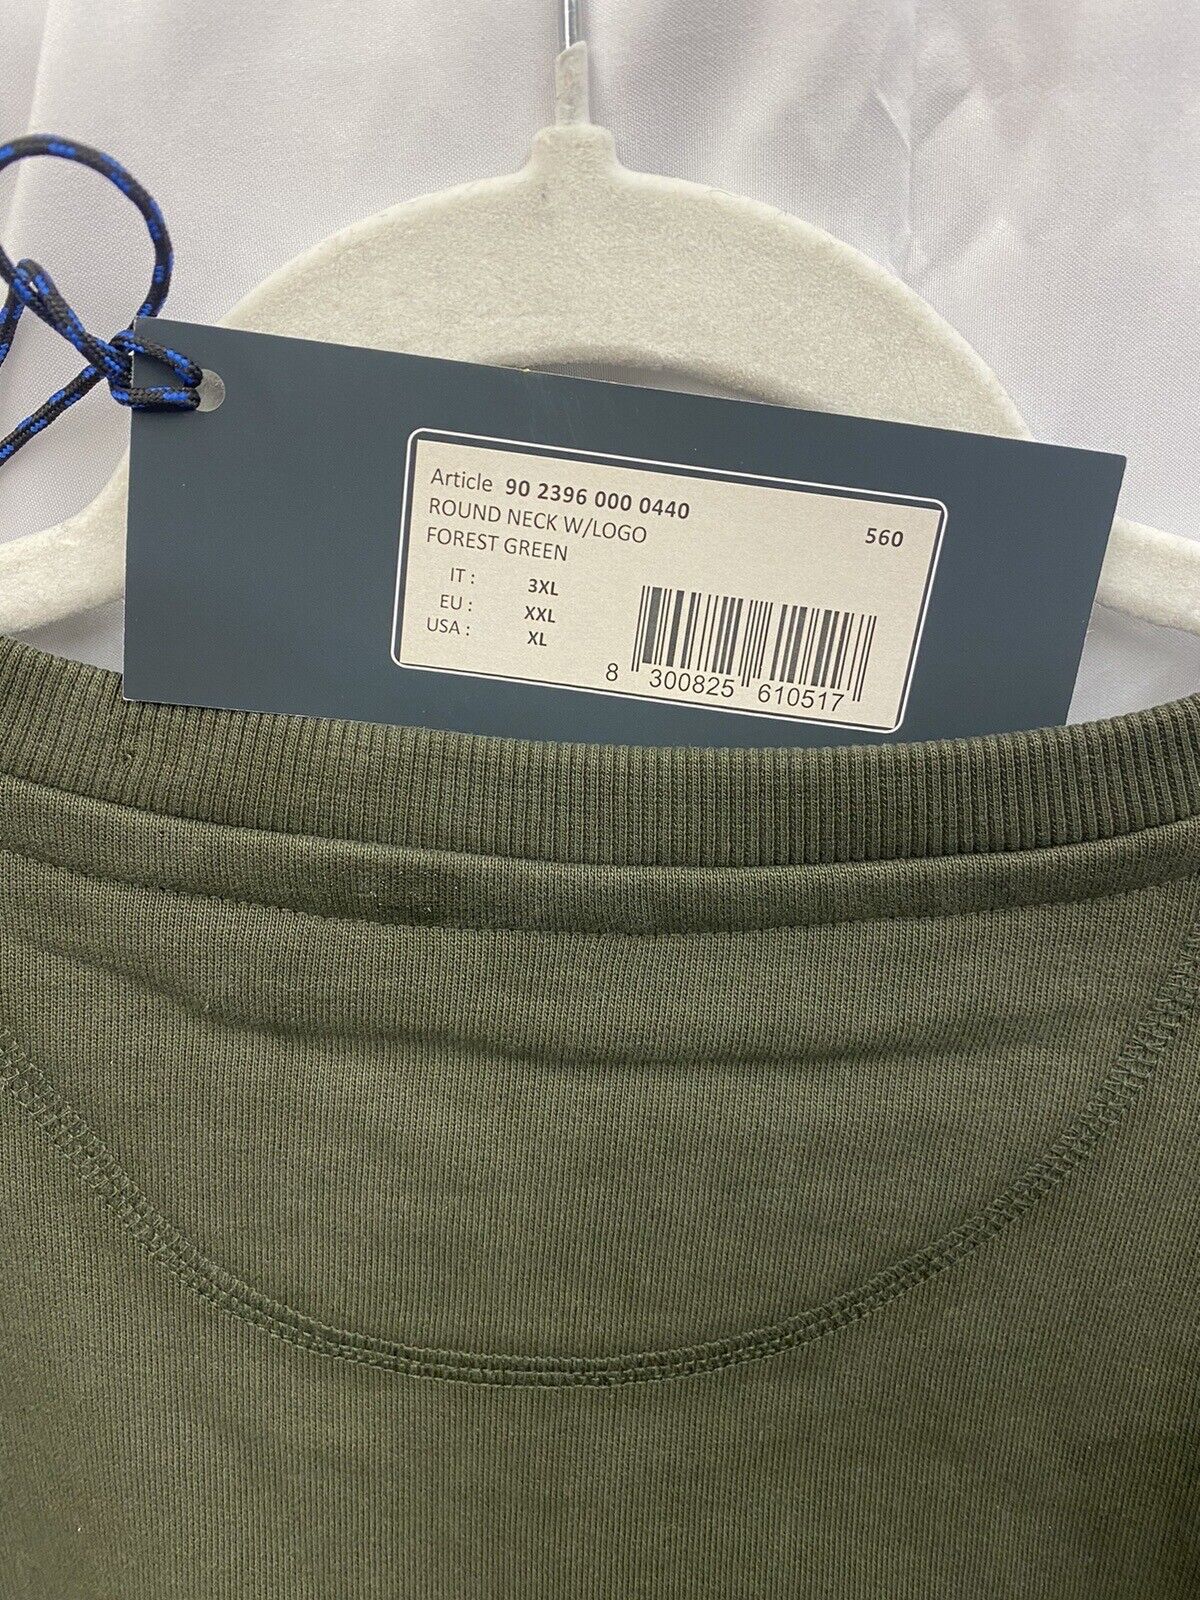 Article 90 2396 000 0440
ROUND NECK W/LOGO 560
FOREST GREEN
IT : 3XL
EU : XXL
USA : XL
8 300825 610517